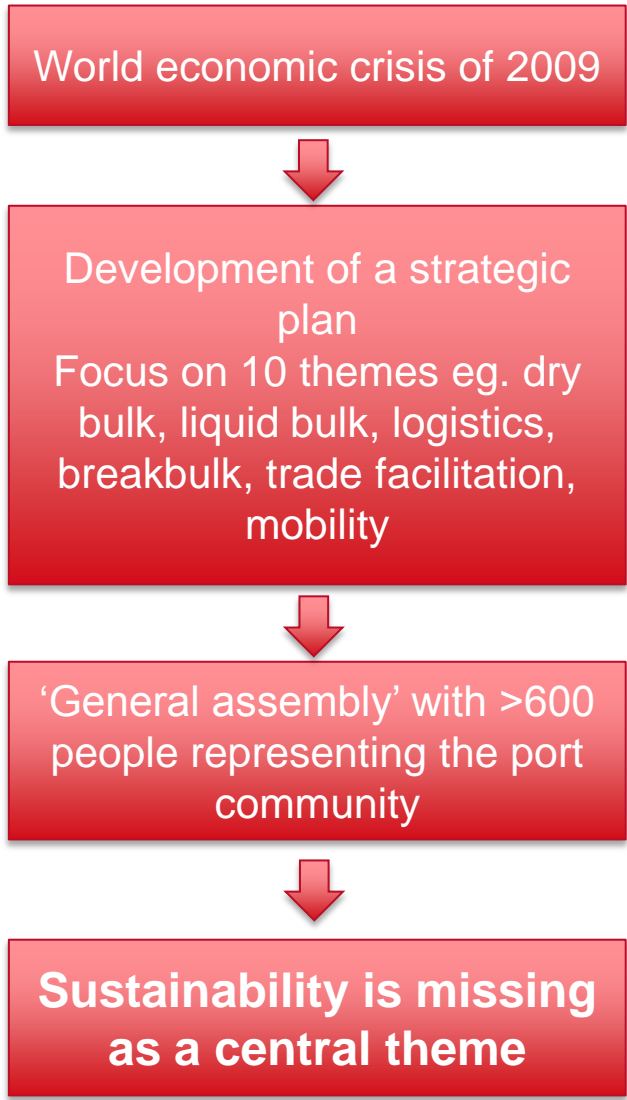 World economic crisis of 2009
Development of a strategic
plan
Focus on 10 themes eg. dry
bulk, liquid bulk, logistics,
breakbulk, trade facilitation,
mobility
‘General assembly’ with >600
people representing the port
community
Sustainability is missing
as a central theme